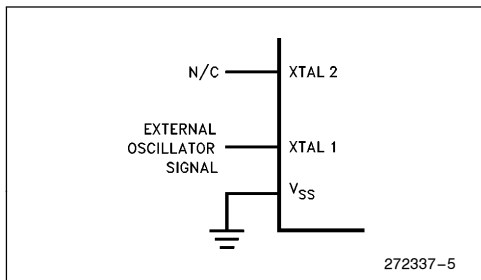 N/C XTAL 2
EXTERNAL
OSCILLATOR XTAL 1
SIGNAL
VSS
272337-5